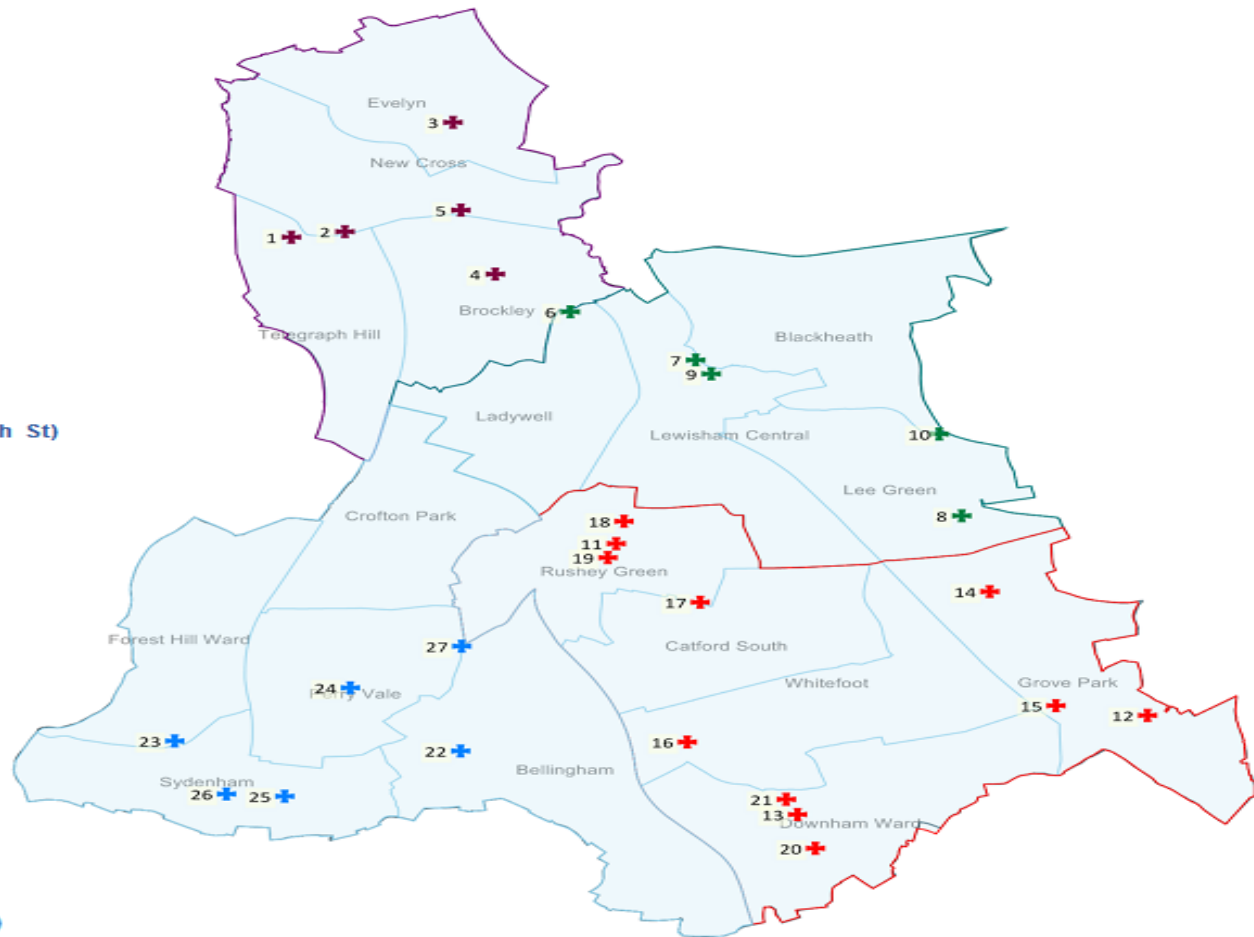 Evelyn
3
New Cross
5
1
2
4
Brockley
6
Telegraph Hill
Blackheath
7
9
Ladywell
h St)
Lewisham Central
10
Lee Green
8
Crofton Park
18
11
19
Rushey Green
14
17
Forest Hill Ward
27
Catford South
Whitefoot
Grove Park
24
Perry Vale
15
12
23
16
22
Bellingham
Sydenham
26
25
21
13
Downham Ward
20
)